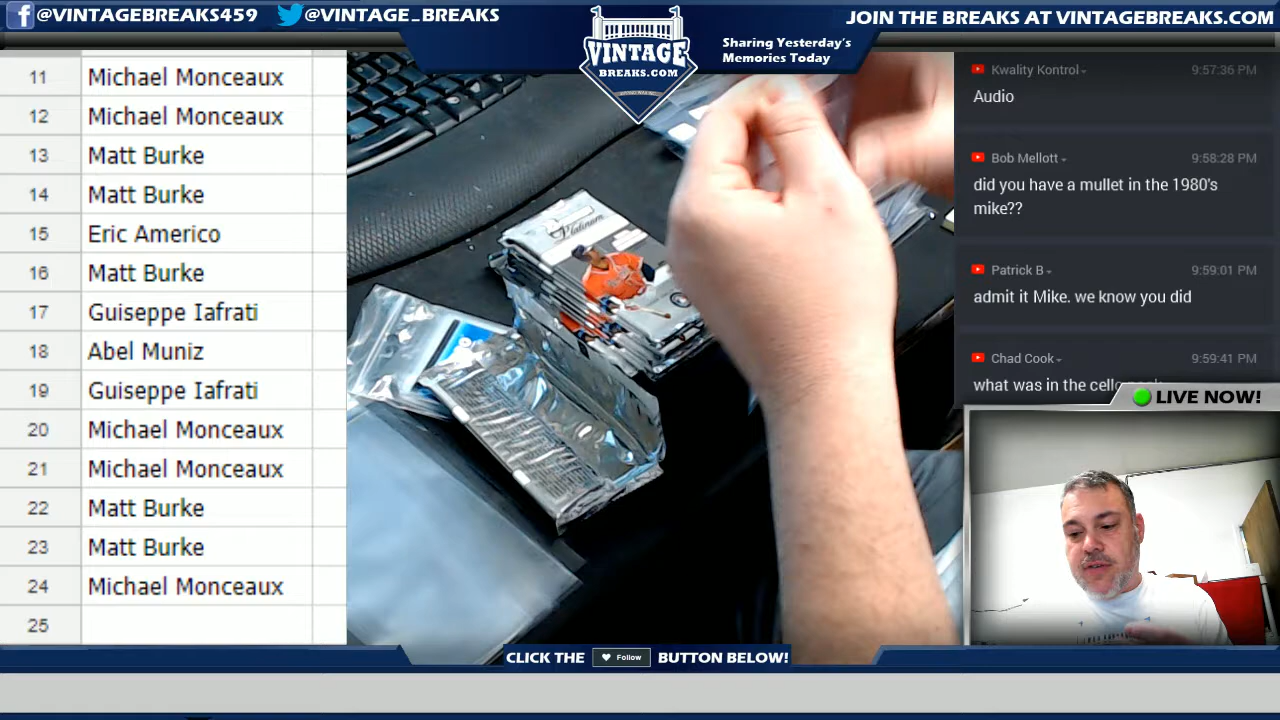 @VINTAGEBREAKS459
@VINTAGE_BREAKS
VINTAGE
BREAKS.COM
Sharing Yesterday's
Memories Today
JOIN THE BREAKS AT VINTAGEBREAKS.COM
11 Michael Monceaux
12 Michael Monceaux
13 Matt Burke
14 Matt Burke
15 Eric Americo
16 Matt Burke
17 Guiseppe Iafrati
18 Abel Muniz
19 Guiseppe Iafrati
20 Michael Monceaux
21 Michael Monceaux
22 Matt Burke
23 Matt Burke
24 Michael Monceaux
25
Platinum
Kwality Kontrol 9:57:36 PM
Audio
Bob Mellott 9:58:28 PM
did you have a mullet in the 1980's
mike??
Patrick B 9:59:01 PM
admit it Mike. we know you did
Chad Cook 9:59:41 PM
what was in the cello
LIVE NOW!
CLICK THE Follow BUTTON BELOW!